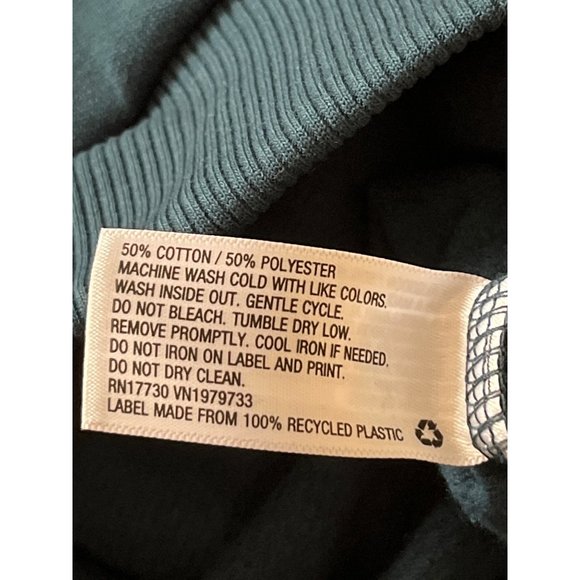 50% COTTON / 50% POLYESTER
MACHINE WASH COLD WITH LIKE COLORS.
WASH INSIDE OUT. GENTLE CYCLE.
DO NOT BLEACH. TUMBLE DRY LOW.
REMOVE PROMPTLY. COOL IRON IF NEEDED.
DO NOT IRON ON LABEL AND PRINT.
DO NOT DRY CLEAN.
RN17730 VN1979733
LABEL MADE FROM 100% RECYCLED PLASTIC